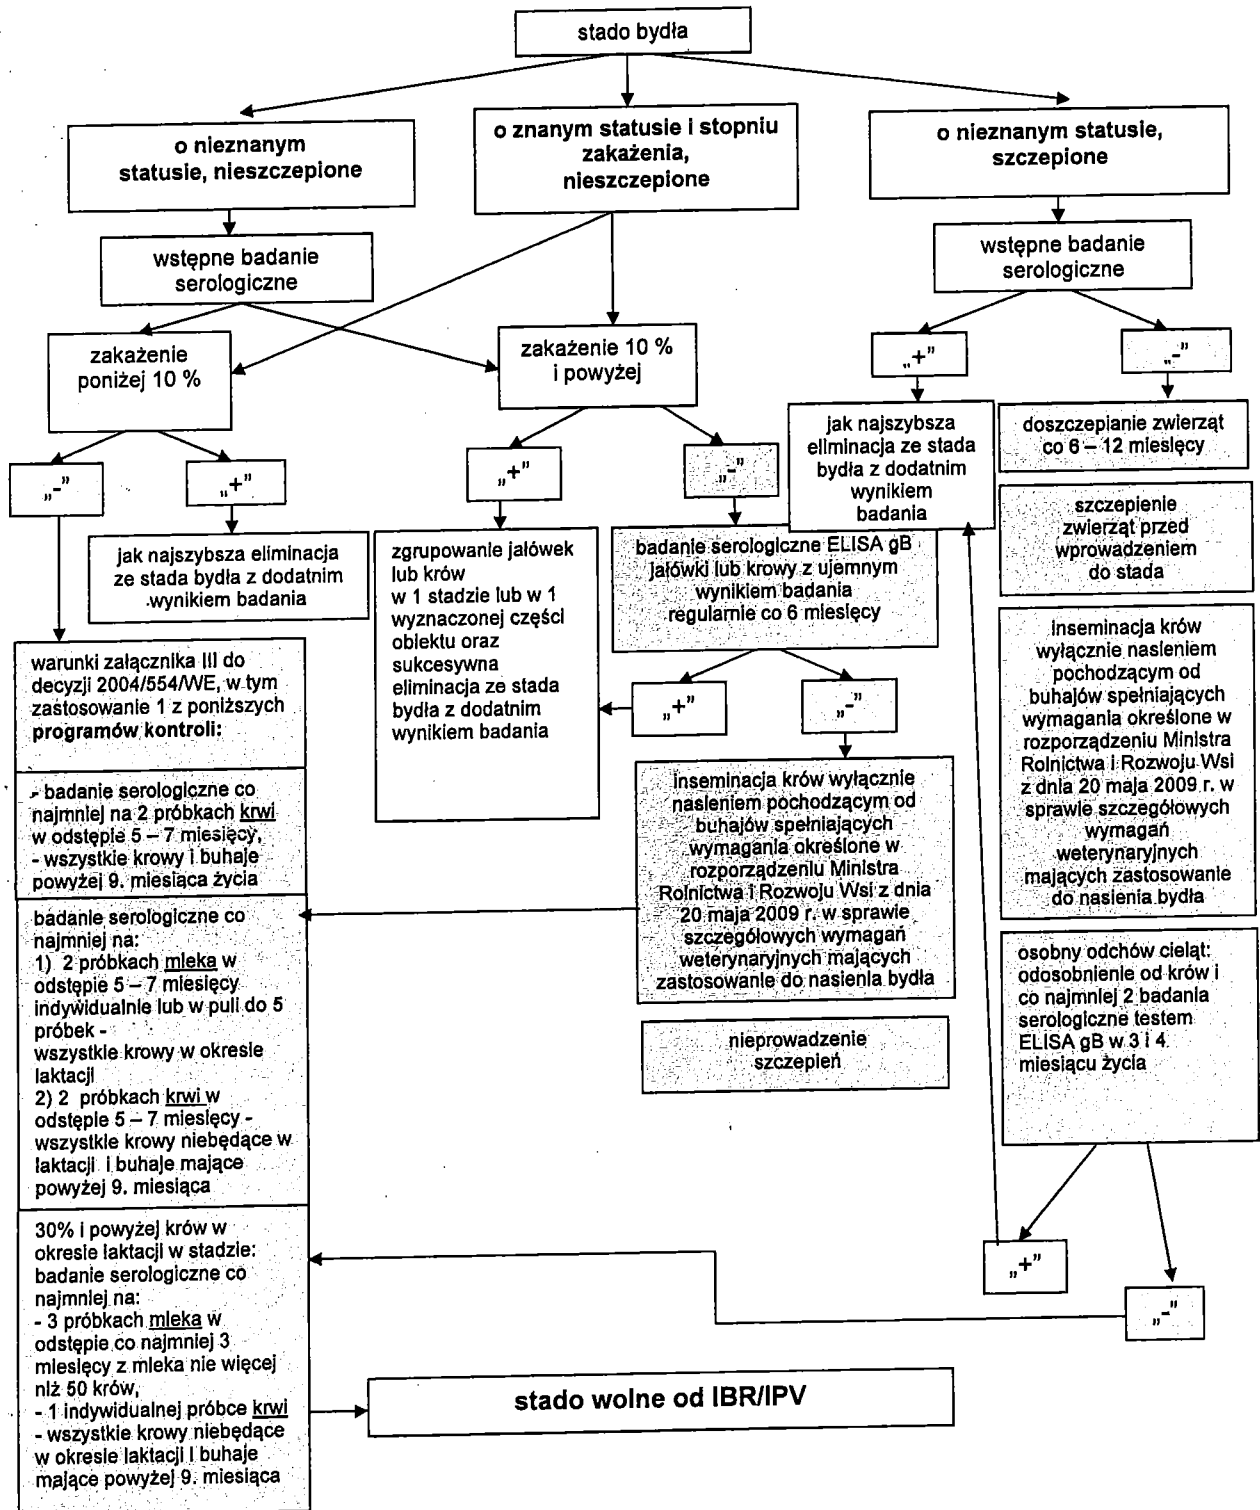 stado bydła
o nieznanym
statusie, nieszczepione
o znanym statusie i stopniu
zakażenia,
nieszczepione
o nieznanym statusie,
szczepione
wstępne badanie
serologiczne
wstępne badanie
serologiczne
zakażenie
poniżej 10 %
zakażenie 10 %
i powyżej
„+”
„-”
„-”
„+”
„+”
„-”
jak najszybsza
eliminacja ze stada
bydła z dodatnim
wynikiem
badania
doszczepianie zwierząt
co 6 – 12 miesięcy
szczepienie
zwierząt przed
wprowadzeniem
do stada
jak najszybsza eliminacja
ze stada bydła z dodatnim
wynikiem badania
zgrupowanie jałówek
lub krów
w 1 stadzie lub w 1
wyznaczonej części
obiektu oraz
sukcesywna
eliminacja ze stada
bydła z dodatnim
wynikiem badania
badanie serologiczne ELISA gB
jałówki lub krowy z ujemnym
wynikiem badania
regularnie co 6 miesięcy
„+”
„-”
inseminacja krów wyłącznie
nasieniem pochodzącym od
buhajów spełniających
wymagania określone w
rozporządzeniu Ministra
Rolnictwa i Rozwoju Wsi z dnia
20 maja 2009 r. w sprawie
szczegółowych wymagań
weterynaryjnych mających
zastosowanie do nasienia bydła
nieprowadzenie
szczepień
inseminacja krów
wyłącznie nasieniem
pochodzącym od
buhajów spełniających
wymagania określone w
rozporządzeniu Ministra
Rolnictwa i Rozwoju Wsi
z dnia 20 maja 2009 r. w
sprawie szczegółowych
wymagań
weterynaryjnych
mających zastosowanie
do nasienia bydła
osobny odchów cieląt:
odosobnienie od krów i
co najmniej 2 badania
serologiczne testem
ELISA gB w 3 i 4
miesiącu życia
„+”
„-”
warunki załącznika III do
decyzji 2004/554/WE, w tym
zastosowanie 1 z poniższych
programów kontroli:
- badanie serologiczne co
najmniej na 2 próbkach krwi
w odstępie 5 – 7 miesięcy,
- wszystkie krowy i buhaje
powyżej 9. miesiąca życia
badanie serologiczne co
najmniej na:
1) 2 próbkach mleka w
odstępie 5 – 7 miesięcy
indywidualnie lub w puli do 5
próbek -
wszystkie krowy w okresie
laktacji
2) 2 próbkach krwi w
odstępie 5 – 7 miesięcy -
wszystkie krowy niebędące w
laktacji i buhaje mające
powyżej 9. miesiąca
30% i powyżej krów w
okresie laktacji w stadzie:
badanie serologiczne co
najmniej na:
- 3 próbkach mleka w
odstępie co najmniej 3
miesięcy z mleka nie więcej
niż 50 krów,
- 1 indywidualnej próbce krwi
- wszystkie krowy niebędące
w okresie laktacji i buhaje
mające powyżej 9. miesiąca
stado wolne od IBR/IPV